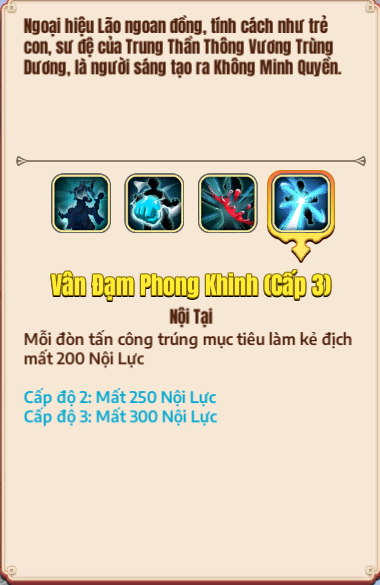 Ngoại hiệu Lão ngoan đồng, tính cách như trẻ
con, sư đệ của Trung Thần Thông Vương Trùng
Dương, là người sáng tạo ra Không Minh Quyền.
Vân Đạm Phong Khinh (Cấp 3)
Nội Tại
Mỗi đòn tấn công trúng mục tiêu làm kẻ địch
mất 200 Nội Lực
Cấp độ 2: Mất 250 Nội Lực
Cấp độ 3: Mất 300 Nội Lực